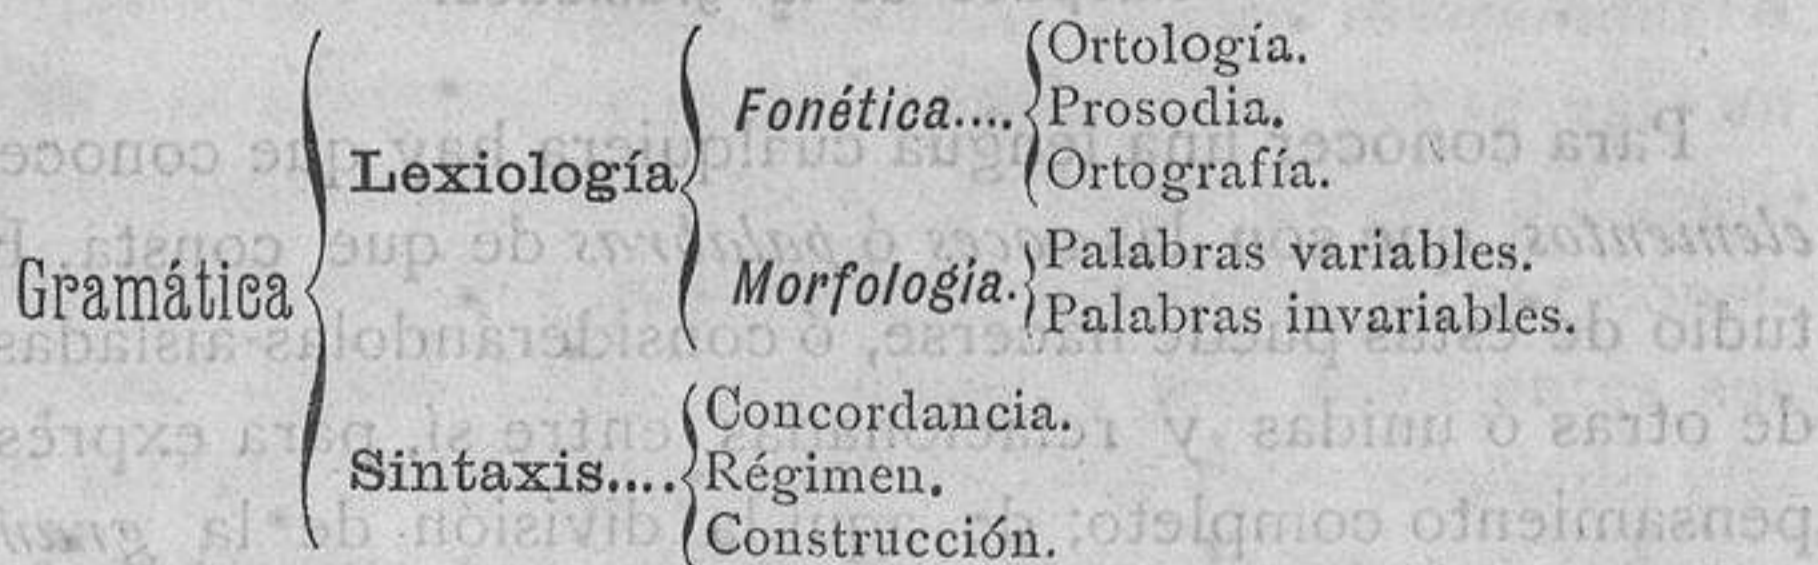 Ortología.
Fonética.... Prosodia.
Lexiología
Ortografía.
Palabras variables.
Gramática
Morfología.
Palabras invariables.
Concordancia.
Sintaxis.... Régimen.
Construcción.